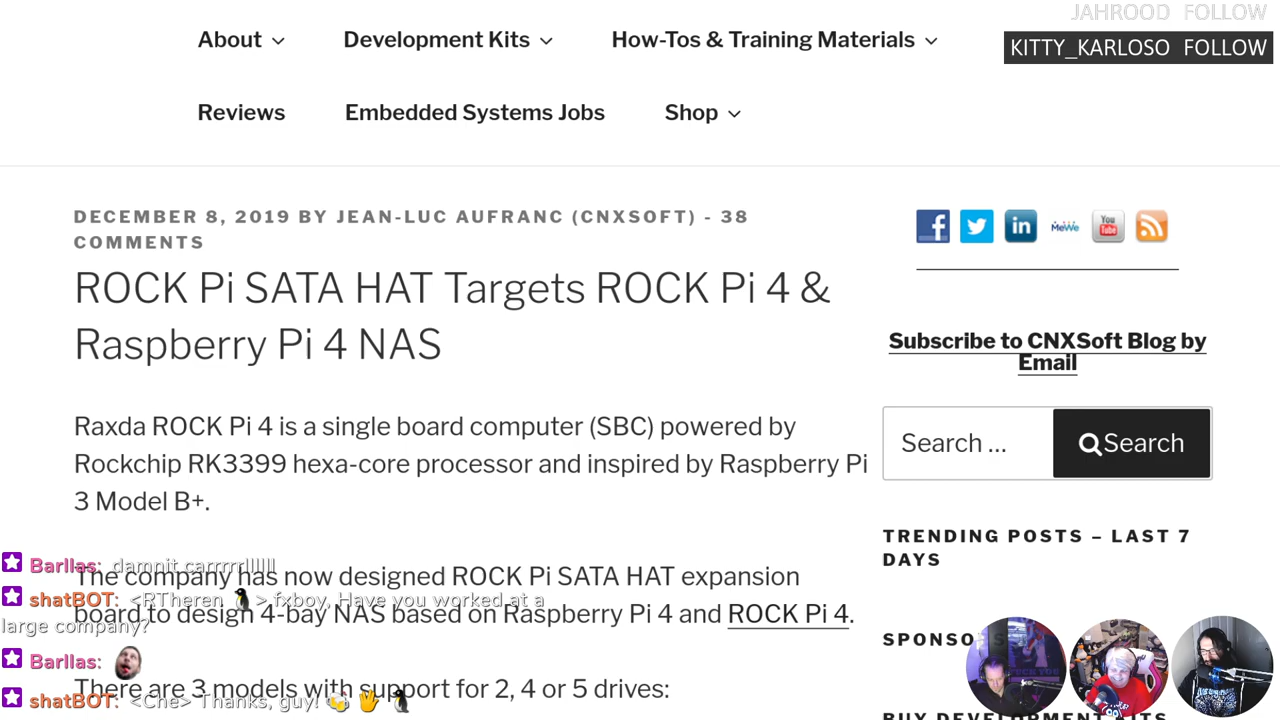 JAHROOD FOLLOW
KITTY_KARLOSO FOLLOW
About
Development Kits
How-Tos & Training Materials
Reviews
Embedded Systems Jobs
Shop
DECEMBER 8, 2019 BY JEAN-LUC AUFRANC (CNXSOFT) - 38
COMMENTS
ROCK Pi SATA HAT Targets ROCK Pi 4 &
Raspberry Pi 4 NAS
Raxda ROCK Pi 4 is a single board computer (SBC) powered by
Rockchip RK3399 hexa-core processor and inspired by Raspberry Pi
3 Model B+.
The company has now designed ROCK Pi SATA HAT expansion
board to design 4-bay NAS based on Raspberry Pi 4 and ROCK Pi 4.
There are 3 models with support for 2, 4 or 5 drives:
MeWe
You
Tube
Subscribe to CNXSoft Blog by
Email
Search ...
Search
TRENDING POSTS – LAST 7
DAYS
BUY DEVELOPMENT KITS
Barllas:
shatBOT: <RTheren > fxboy, Have you worked at a
large company?
Barllas:
shatBOT: <Che> Thanks, guy!